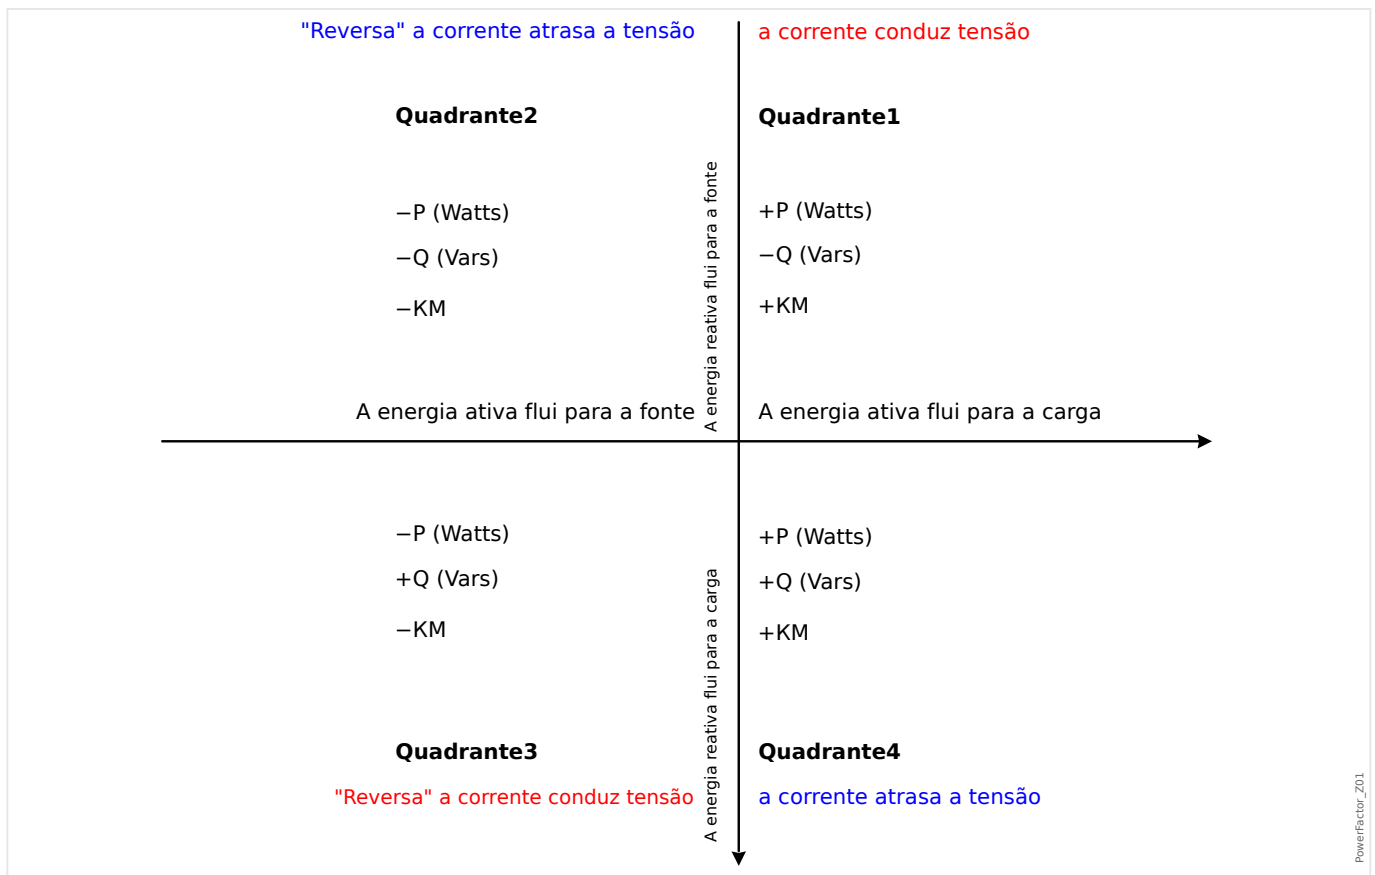 "Reversa" a corrente atrasa a tensão
a corrente conduz tensão
Quadrante2
Quadrante1
−P (Watts)
−Q (Vars)
−KM
+P (Watts)
−Q (Vars)
+KM
A energia reativa flui para a fonte
A energia ativa flui para a fonte
A energia ativa flui para a carga
−P (Watts)
+Q (Vars)
−KM
+P (Watts)
+Q (Vars)
+KM
A energia reativa flui para a carga
Quadrante3
Quadrante4
"Reversa" a corrente conduz tensão
a corrente atrasa a tensão
PowerFactor_Z01